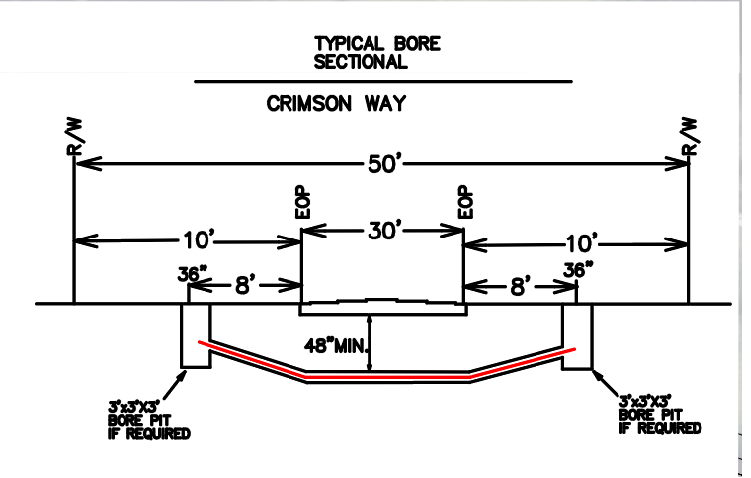 TYPICAL BORE
SECTIONAL
CRIMSON WAY
R/W
R/W
50'
EOP
EOP
30'
10'
10'
36"
8'
8'
36"
48"MIN.
3'x3'X3'
BORE PIT
IF REQUIRED
3'x3'X3'
BORE PIT
IF REQUIRED